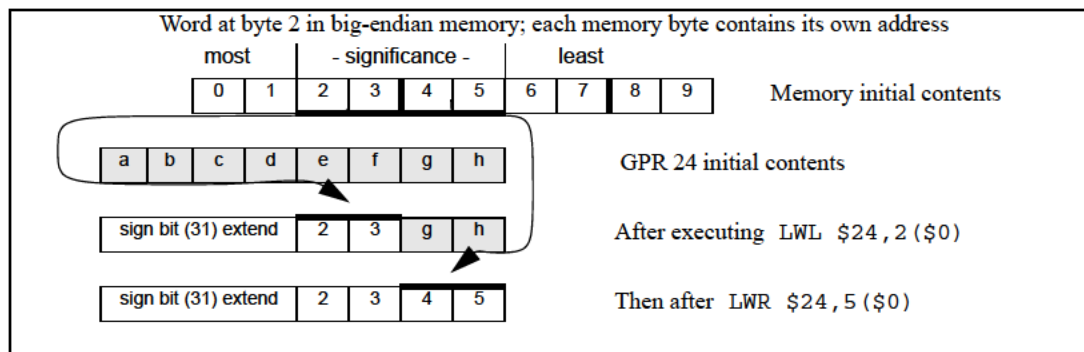 Word at byte 2 in big-endian memory; each memory byte contains its own address
most - significance - least
0 1 2 3 4 5 6 7 8 9 Memory initial contents
a b c d e f g h GPR 24 initial contents
sign bit (31) extend 2 3 g h After executing LWL $24,2($0)
sign bit (31) extend 2 3 4 5 Then after LWR $24,5($0)